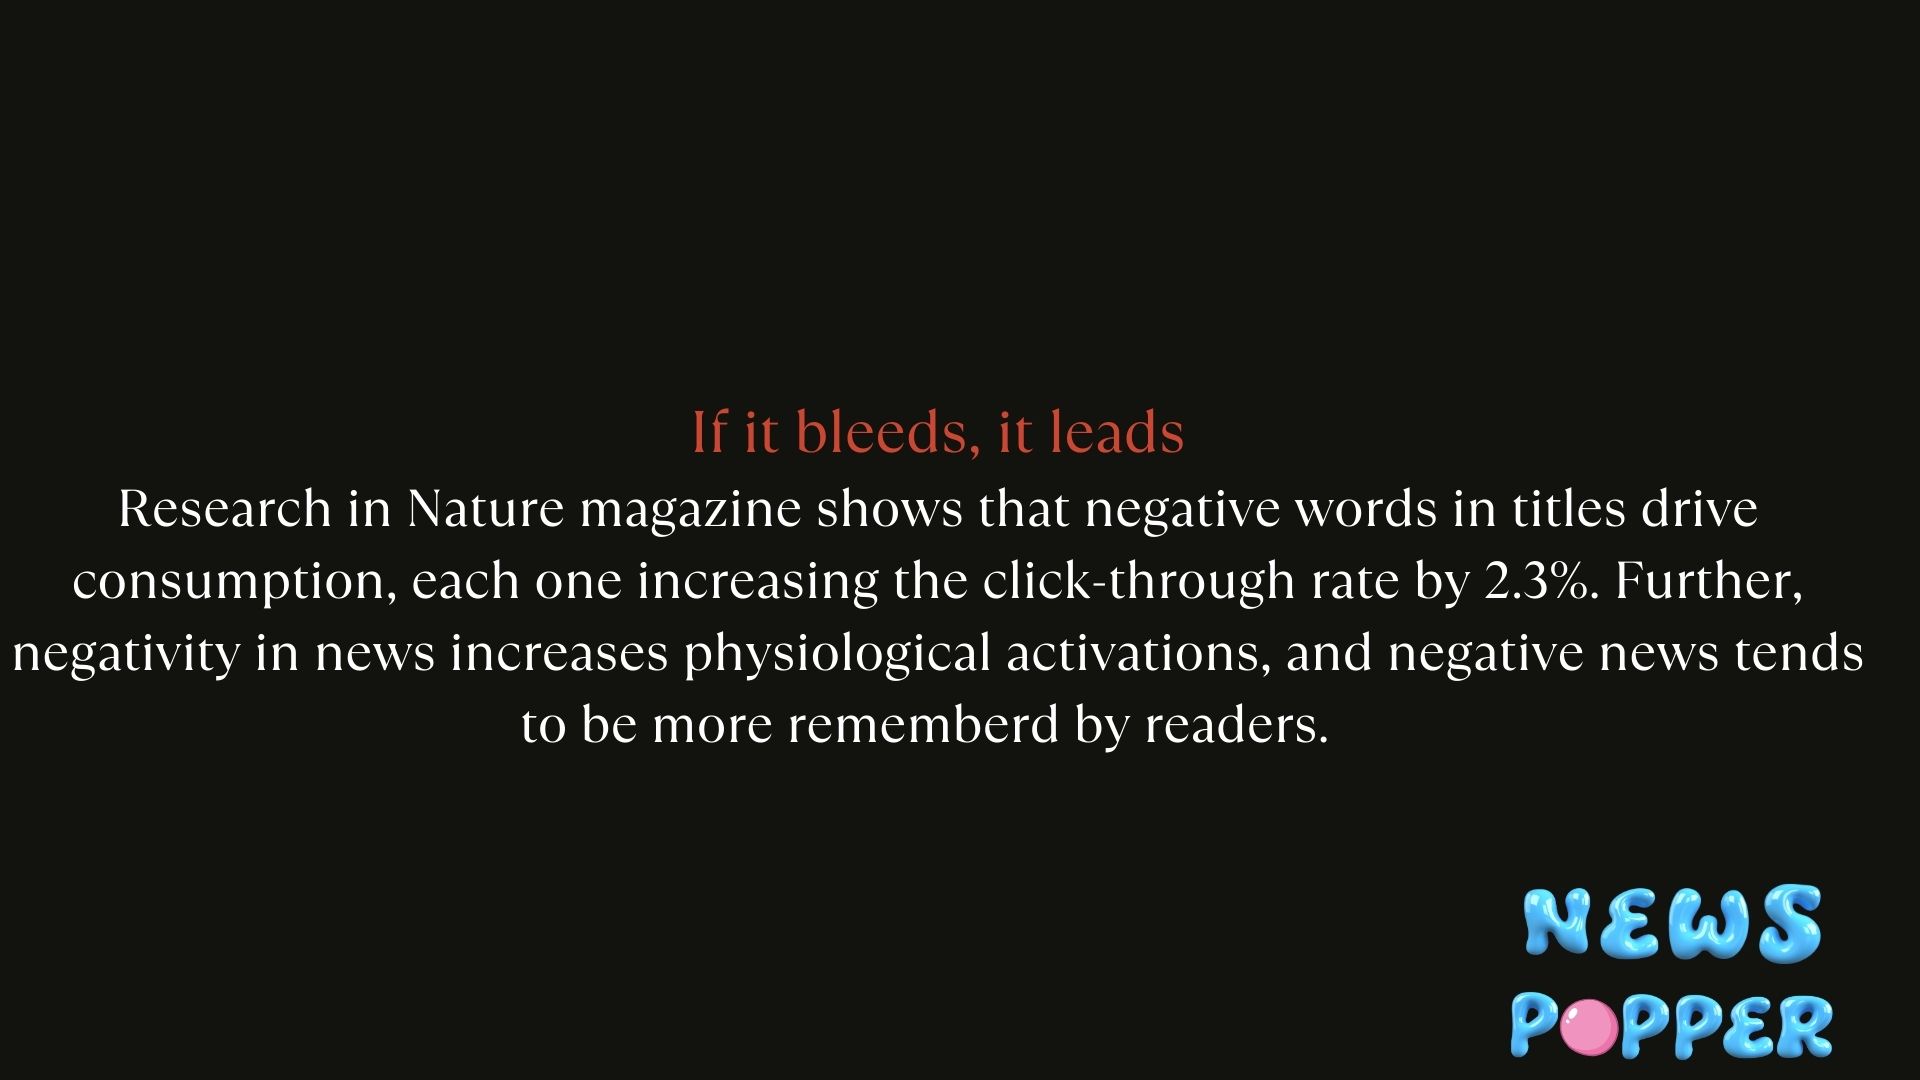 If it bleeds, it leads
Research in Nature magazine shows that negative words in titles drive
consumption, each one increasing the click-through rate by 2.3%. Further,
negativity in news increases physiological activations, and negative news tends
to be more rememberd by readers.
NEWS
POPPER